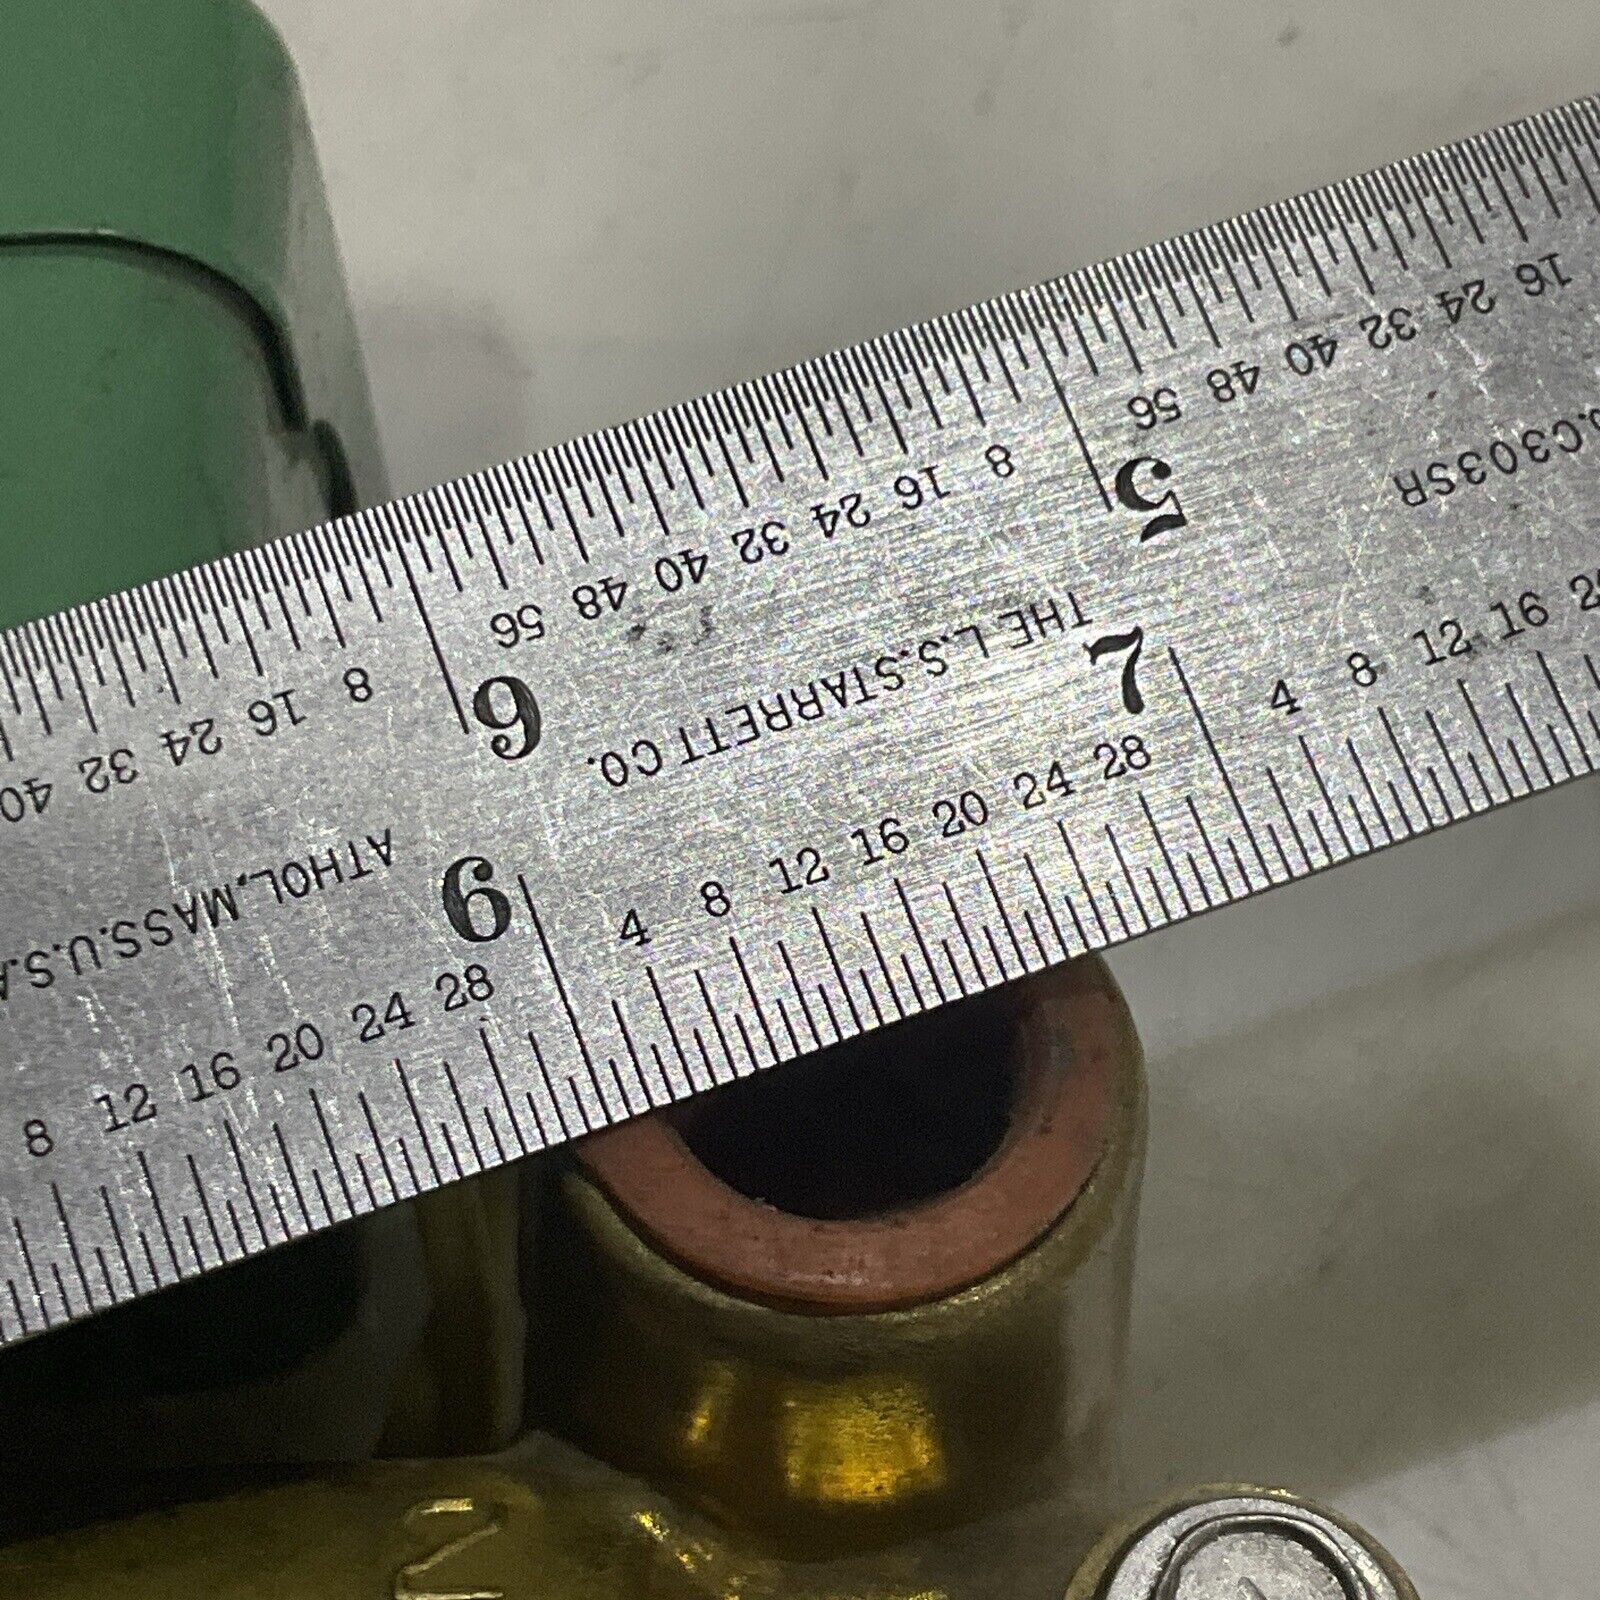 16 24 32 40 48 56 5 8 16 24 32 40 48 56 6 8 16 24 32 40
C303SR
THE L.S.STARRETT CO.
ATHOL,MASS.U.S.A
8 12 16 20 24 28 6 4 8 12 16 20 24 28 7 4 8 12 16
2